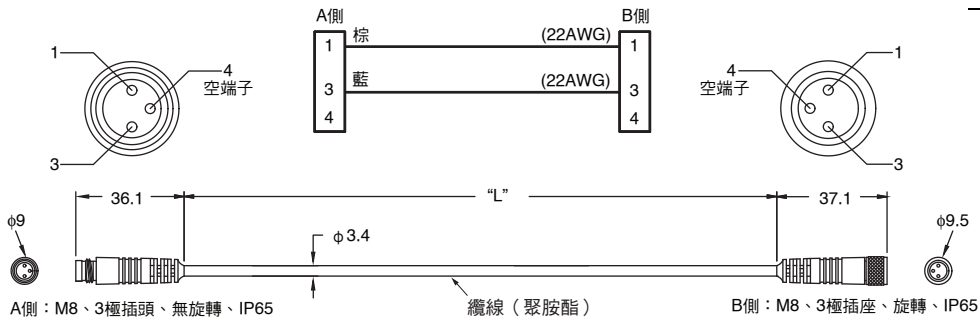 A側
B側
1
棕
(22AWG)
1
3
藍
(22AWG)
3
4
4
1
4
空端子
3
4
空端子
1
3
36.1
“L”
37.1
φ9
φ3.4
φ9.5
A側：M8、3極插頭、無旋轉、IP65
纜線（聚胺酯）
B側：M8、3極插座、旋轉、IP65